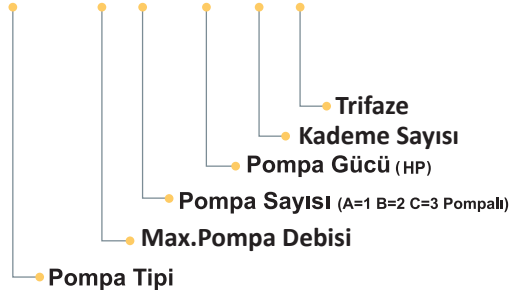 Trifaze
Kademe Sayısı
Pompa Gücü (HP)
Pompa Sayısı (A=1 B=2 C=3 Pompalı)
Max.Pompa Debisi
Pompa Tipi